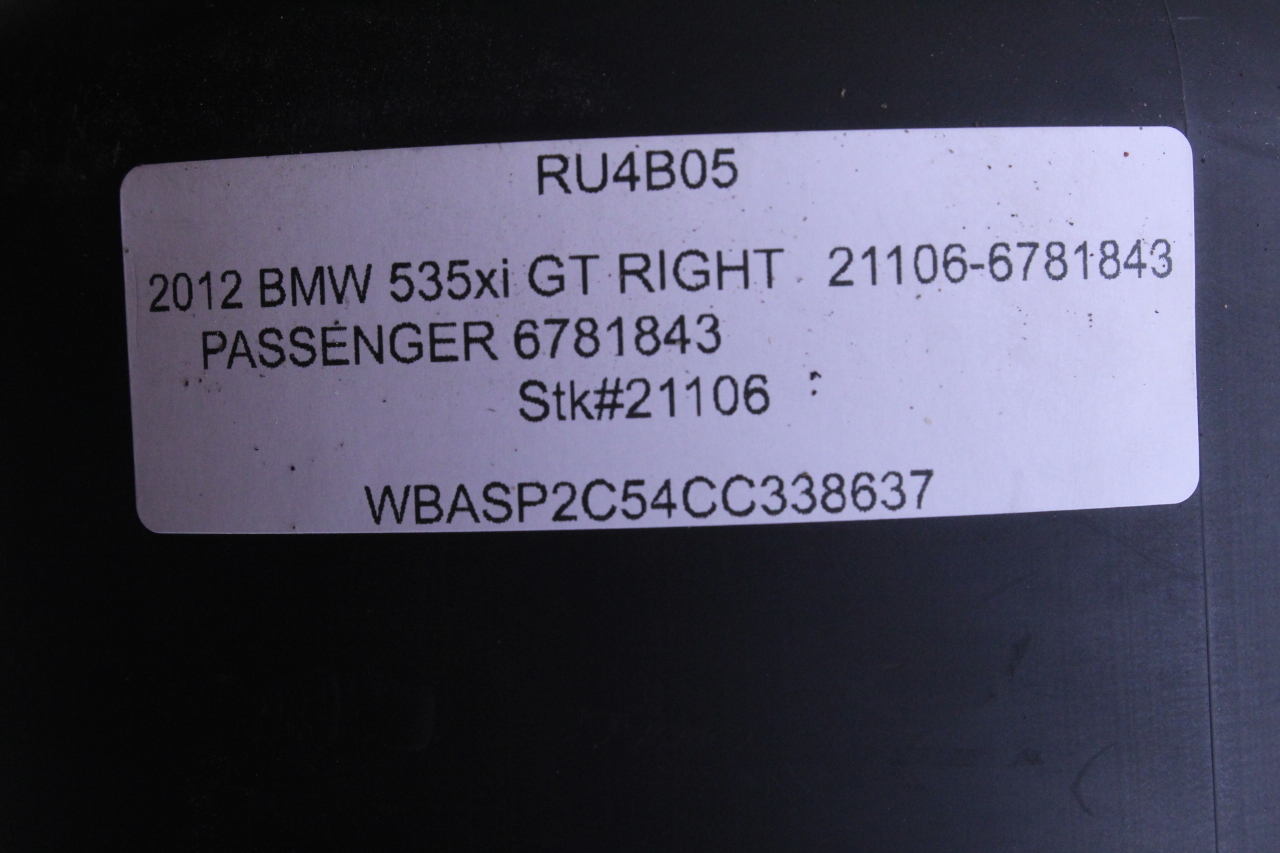 RU4B05
2012 BMW 535xi GT RIGHT 21106-6781843
PASSENGER 6781843
Stk#21106
WBASP2C54CC338637